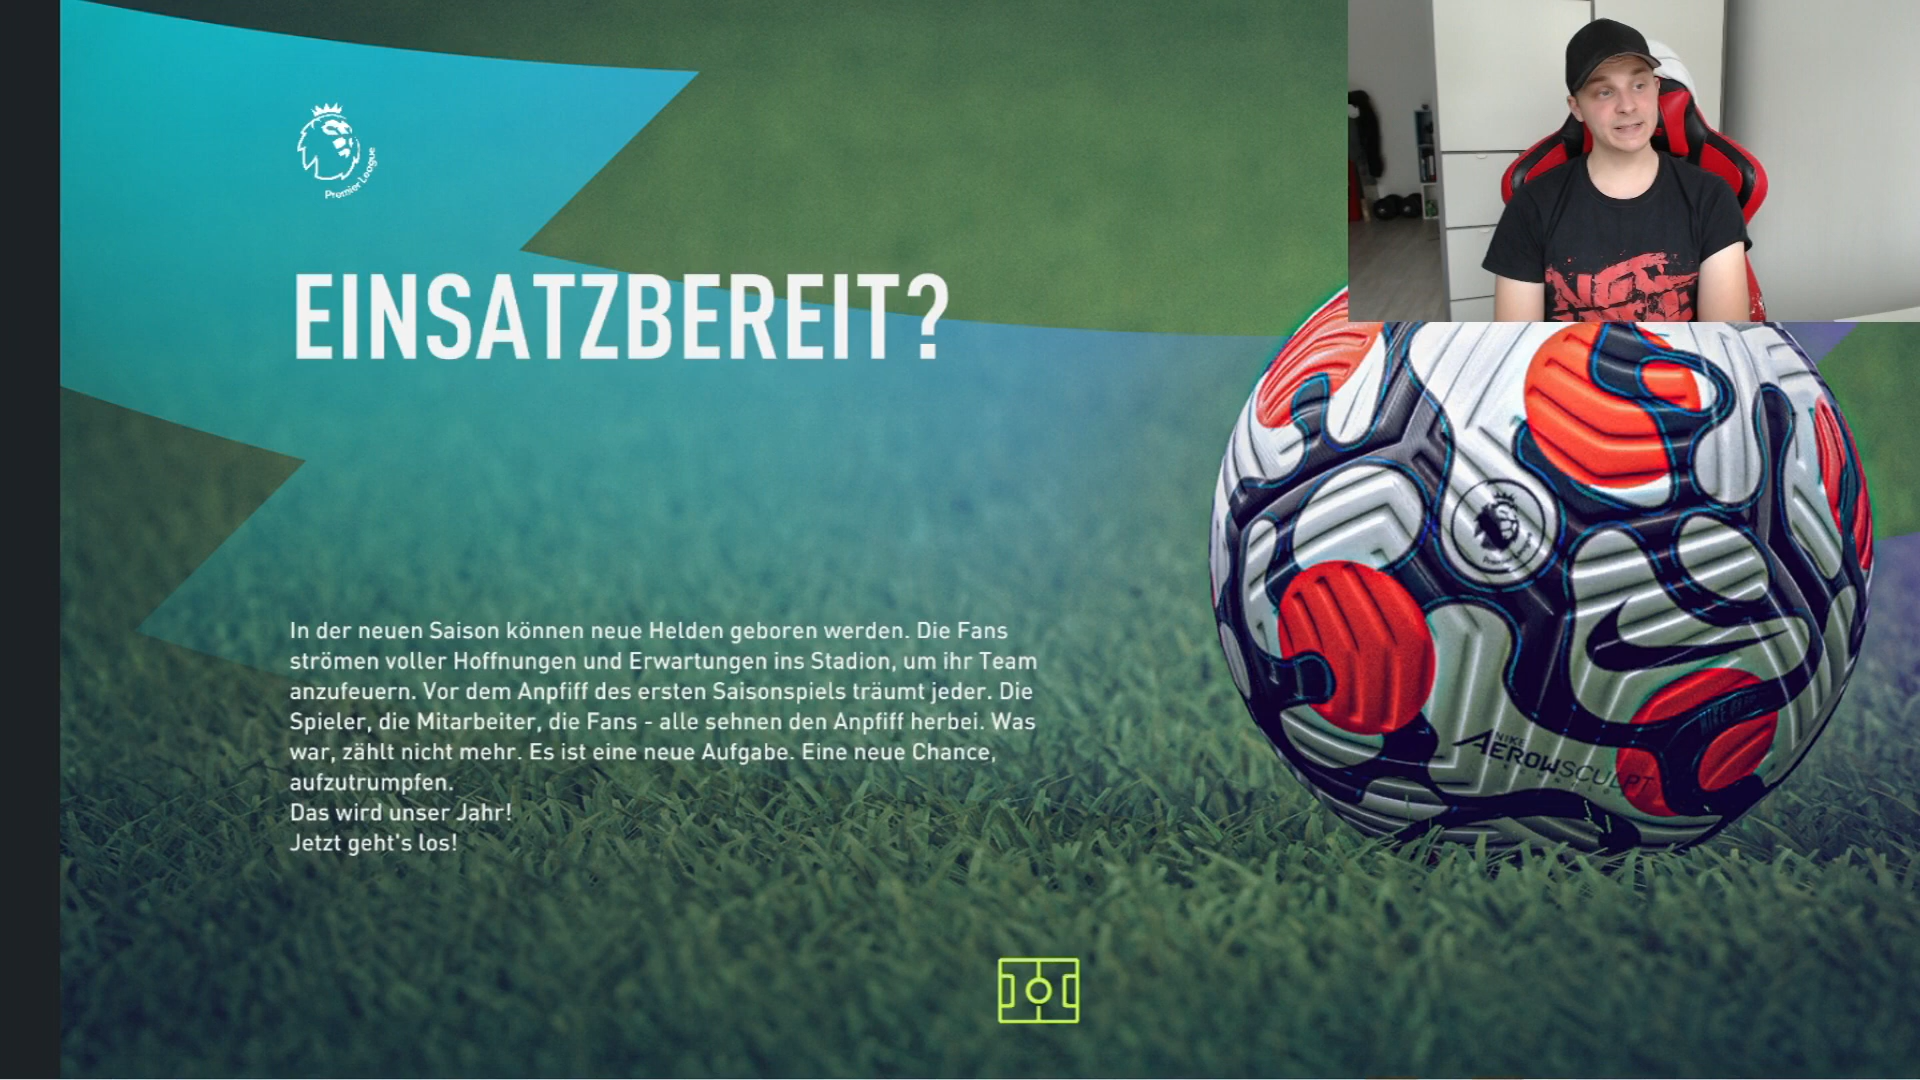 Premier League
EINSATZBEREIT?
In der neuen Saison können neue Helden geboren werden. Die Fans
strömen voller Hoffnungen und Erwartungen ins Stadion, um ihr Team
anzufeuern. Vor dem Anpfiff des ersten Saisonspiels träumt jeder. Die
Spieler, die Mitarbeiter, die Fans - alle sehnen den Anpfiff herbei. Was
war, zählt nicht mehr. Es ist eine neue Aufgabe. Eine neue Chance,
aufzutrumpfen.
Das wird unser Jahr!
Jetzt geht's los!
NIKE
AEROWSCULPT